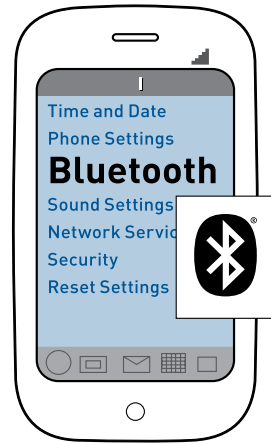 Time and Date
Phone Settings
Bluetooth
Sound Settings
Network Servic
Security
Reset Settings
®